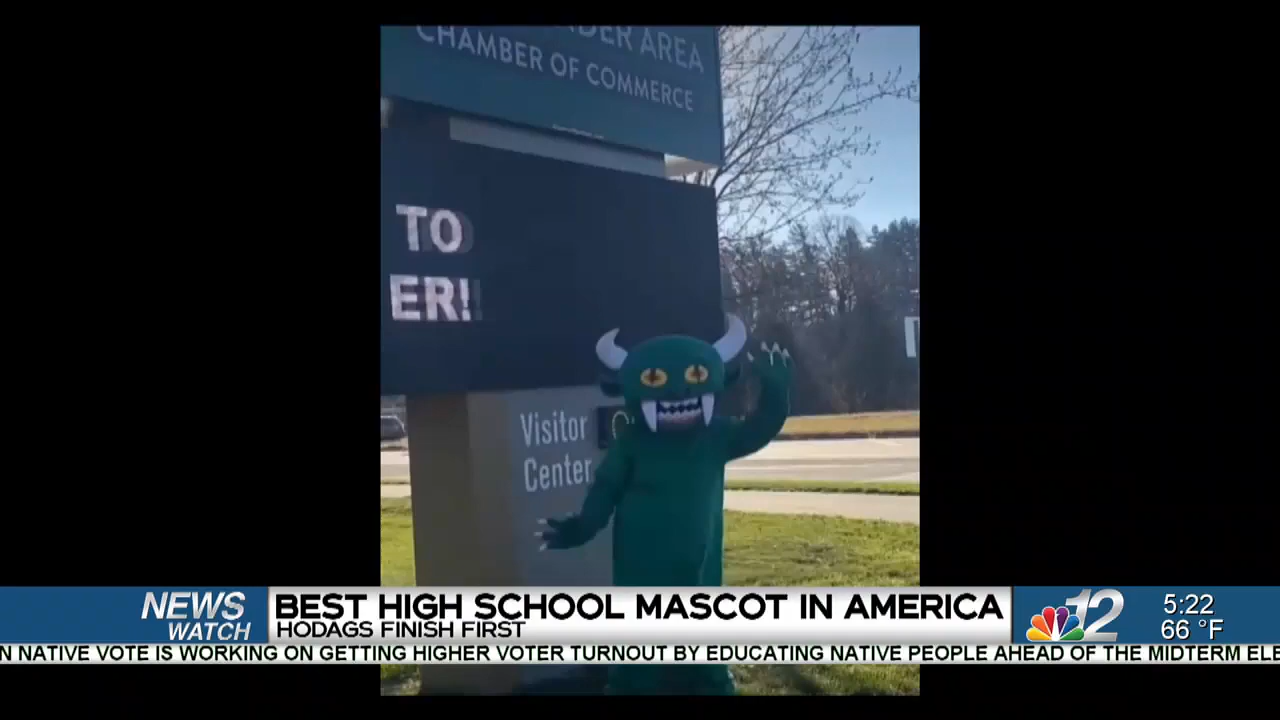 AREA
CHAMBER OF COMMERCE
TO
ER!
Visitor
Center
NEWS
WATCH
BEST HIGH SCHOOL MASCOT IN AMERICA
HODAGS FINISH FIRST
12
5:22
66 °F
N NATIVE VOTE IS WORKING ON GETTING HIGHER VOTER TURNOUT BY EDUCATING NATIVE PEOPLE AHEAD OF THE MIDTERM ELE